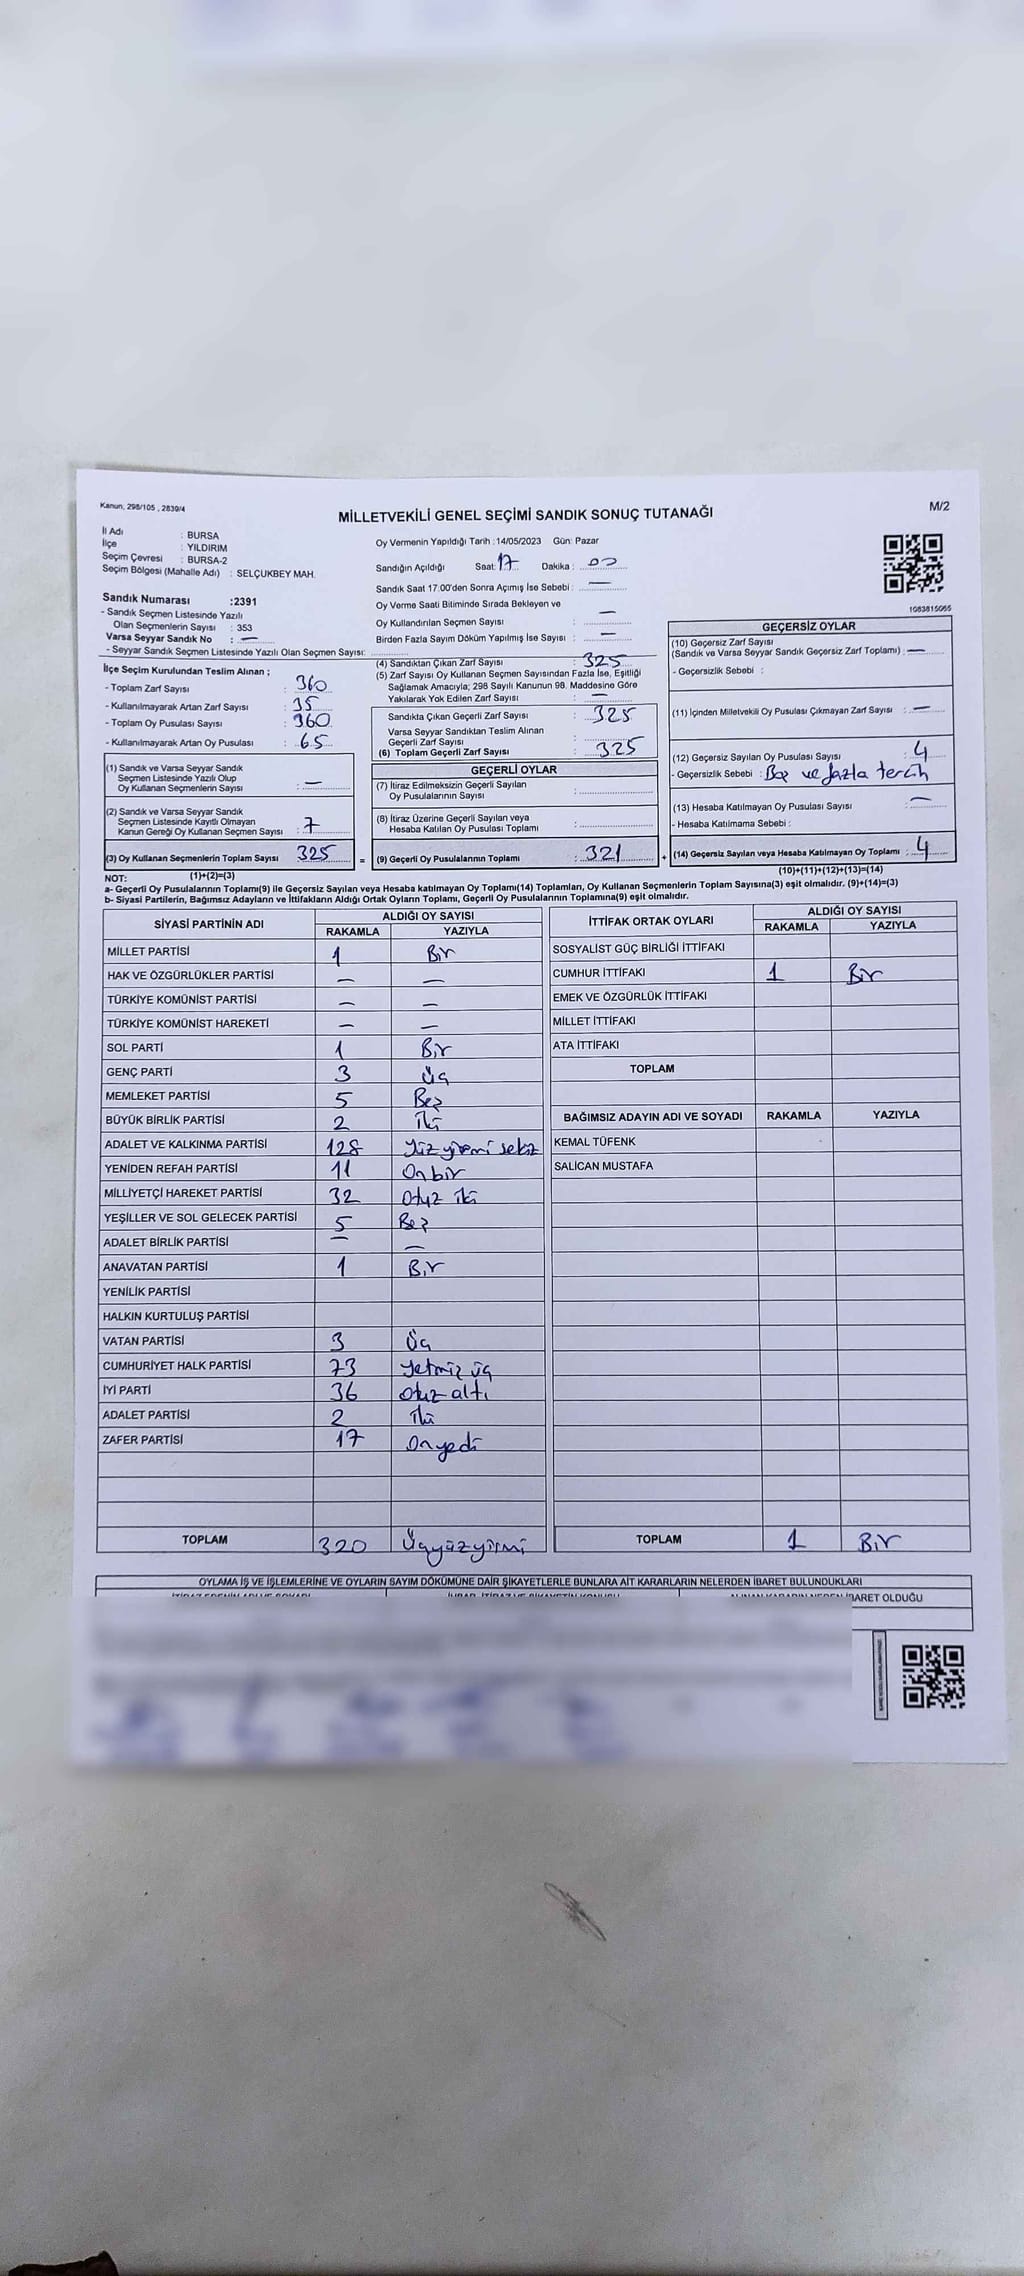 Kanun, 298/105 , 2839/4
MİLLETVEKİLİ GENEL SEÇİMİ SANDIK SONUÇ TUTANAĞI
M/2
İl Adı : BURSA
İlçe : YILDIRIM
Seçim Çevresi : BURSA-2
Seçim Bölgesi (Mahalle Adı) : SELÇUKBEY MAH.
Sandık Numarası :2391
- Sandık Seçmen Listesinde Yazılı
Olan Seçmenlerin Sayısı : 353
Varsa Seyyar Sandık No : —
- Seyyar Sandık Seçmen Listesinde Yazılı Olan Seçmen Sayısı:
İlçe Seçim Kurulundan Teslim Alınan ;
- Toplam Zarf Sayısı : 360
- Kullanılmayarak Artan Zarf Sayısı : 35
- Toplam Oy Pusulası Sayısı : 360
- Kullanılmayarak Artan Oy Pusulası : 65
(1) Sandık ve Varsa Seyyar Sandık
Seçmen Listesinde Yazılı Olup
Oy Kullanan Seçmenlerin Sayısı : —
(2) Sandık ve Varsa Seyyar Sandık
Seçmen Listesinde Kayıtlı Olmayan
Kanun Gereği Oy Kullanan Seçmen Sayısı : 7
(3) Oy Kullanan Seçmenlerin Toplam Sayısı 325
Oy Vermenin Yapıldığı Tarih :14/05/2023 Gün: Pazar
Sandığın Açıldığı Saat: 17 Dakika : 00
Sandık Saat 17.00'den Sonra Açımış İse Sebebi : —
Oy Verme Saati Bitiminde Sırada Bekleyen ve
Oy Kullandırılan Seçmen Sayısı : —
Birden Fazla Sayım Döküm Yapılmış İse Sayısı : —
(4) Sandıktan Çıkan Zarf Sayısı : 325
(5) Zarf Sayısı Oy Kullanan Seçmen Sayısından Fazla İse, Eşitliği
Sağlamak Amacıyla; 298 Sayılı Kanunun 98. Maddesine Göre
Yakılarak Yok Edilen Zarf Sayısı : —
Sandıkta Çıkan Geçerli Zarf Sayısı : 325
Varsa Seyyar Sandıktan Teslim Alınan
Geçerli Zarf Sayısı :
(6) Toplam Geçerli Zarf Sayısı : 325
GEÇERLİ OYLAR
(7) İtiraz Edilmeksizin Geçerli Sayılan
Oy Pusulalarının Sayısı :
(8) İtiraz Üzerine Geçerli Sayılan veya
Hesaba Katılan Oy Pusulası Toplamı :
= (9) Geçerli Oy Pusulalarının Toplamı : 321 +
1083815065
GEÇERSİZ OYLAR
(10) Geçersiz Zarf Sayısı
(Sandık ve Varsa Seyyar Sandık Geçersiz Zarf Toplamı) : —
- Geçersizlik Sebebi :
(11) İçinden Milletvekili Oy Pusulası Çıkmayan Zarf Sayısı : —
(12) Geçersiz Sayılan Oy Pusulası Sayısı : 4
- Geçersizlik Sebebi : Boş ve fazla tercih
(13) Hesaba Katılmayan Oy Pusulası Sayısı : —
- Hesaba Katılmama Sebebi :
(14) Geçersiz Sayılan veya Hesaba Katılmayan Oy Toplamı : 4
NOT: (1)+(2)=(3)
(10)+(11)+(12)+(13)=(14)
a- Geçerli Oy Pusulalarının Toplamı(9) ile Geçersiz Sayılan veya Hesaba katılmayan Oy Toplamı(14) Toplamları, Oy Kullanan Seçmenlerin Toplam Sayısına(3) eşit olmalıdır. (9)+(14)=(3)
b- Siyasi Partilerin, Bağımsız Adayların ve İttifakların Aldığı Ortak Oyların Toplamı, Geçerli Oy Pusulalarının Toplamına(9) eşit olmalıdır.
SİYASİ PARTİNİN ADI ALDIĞI OY SAYISI
RAKAMLA YAZIYLA
MİLLET PARTİSİ 1 Bir
HAK VE ÖZGÜRLÜKLER PARTİSİ — —
TÜRKİYE KOMÜNİST PARTİSİ — —
TÜRKİYE KOMÜNİST HAREKETİ — —
SOL PARTİ 1 Bir
GENÇ PARTİ 3 Üç
MEMLEKET PARTİSİ 5 Beş
BÜYÜK BİRLİK PARTİSİ 2 İki
ADALET VE KALKINMA PARTİSİ 128 Yüz yirmi sekiz
YENİDEN REFAH PARTİSİ 11 Onbir
MİLLİYETÇİ HAREKET PARTİSİ 32 Otuz iki
YEŞİLLER VE SOL GELECEK PARTİSİ 5 Beş
ADALET BİRLİK PARTİSİ — —
ANAVATAN PARTİSİ 1 Bir
YENİLİK PARTİSİ
HALKIN KURTULUŞ PARTİSİ
VATAN PARTİSİ 3 Üç
CUMHURİYET HALK PARTİSİ 73 Yetmiş üç
İYİ PARTİ 36 Otuz altı
ADALET PARTİSİ 2 İki
ZAFER PARTİSİ 17 Onyedi
TOPLAM 320 Üçyüzyirmi
İTTİFAK ORTAK OYLARI ALDIĞI OY SAYISI
RAKAMLA YAZIYLA
SOSYALİST GÜÇ BİRLİĞİ İTTİFAKI
CUMHUR İTTİFAKI 1 Bir
EMEK VE ÖZGÜRLÜK İTTİFAKI
MİLLET İTTİFAKI
ATA İTTİFAKI
TOPLAM
BAĞIMSIZ ADAYIN ADI VE SOYADI RAKAMLA YAZIYLA
KEMAL TÜFENK
SALİCAN MUSTAFA
TOPLAM 1 Bir
OYLAMA İŞ VE İŞLEMLERİNE VE OYLARIN SAYIM DÖKÜMÜNE DAİR ŞİKAYETLERLE BUNLARA AİT KARARLARIN NELERDEN İBARET BULUNDUKLARI
İBARET OLDUĞU